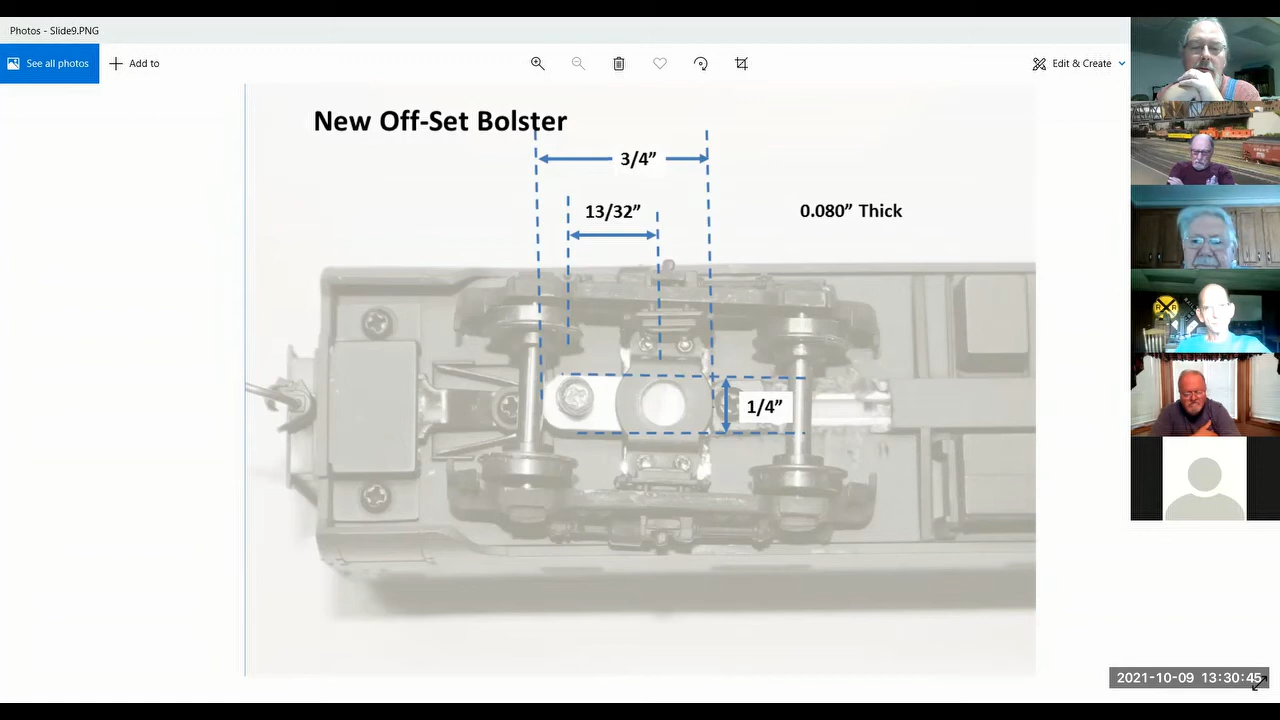 Photos - Slide9.PNG
See all photos
Add to
Edit & Create
New Off-Set Bolster
3/4”
13/32”
0.080” Thick
1/4”
2021-10-09 13:30:45